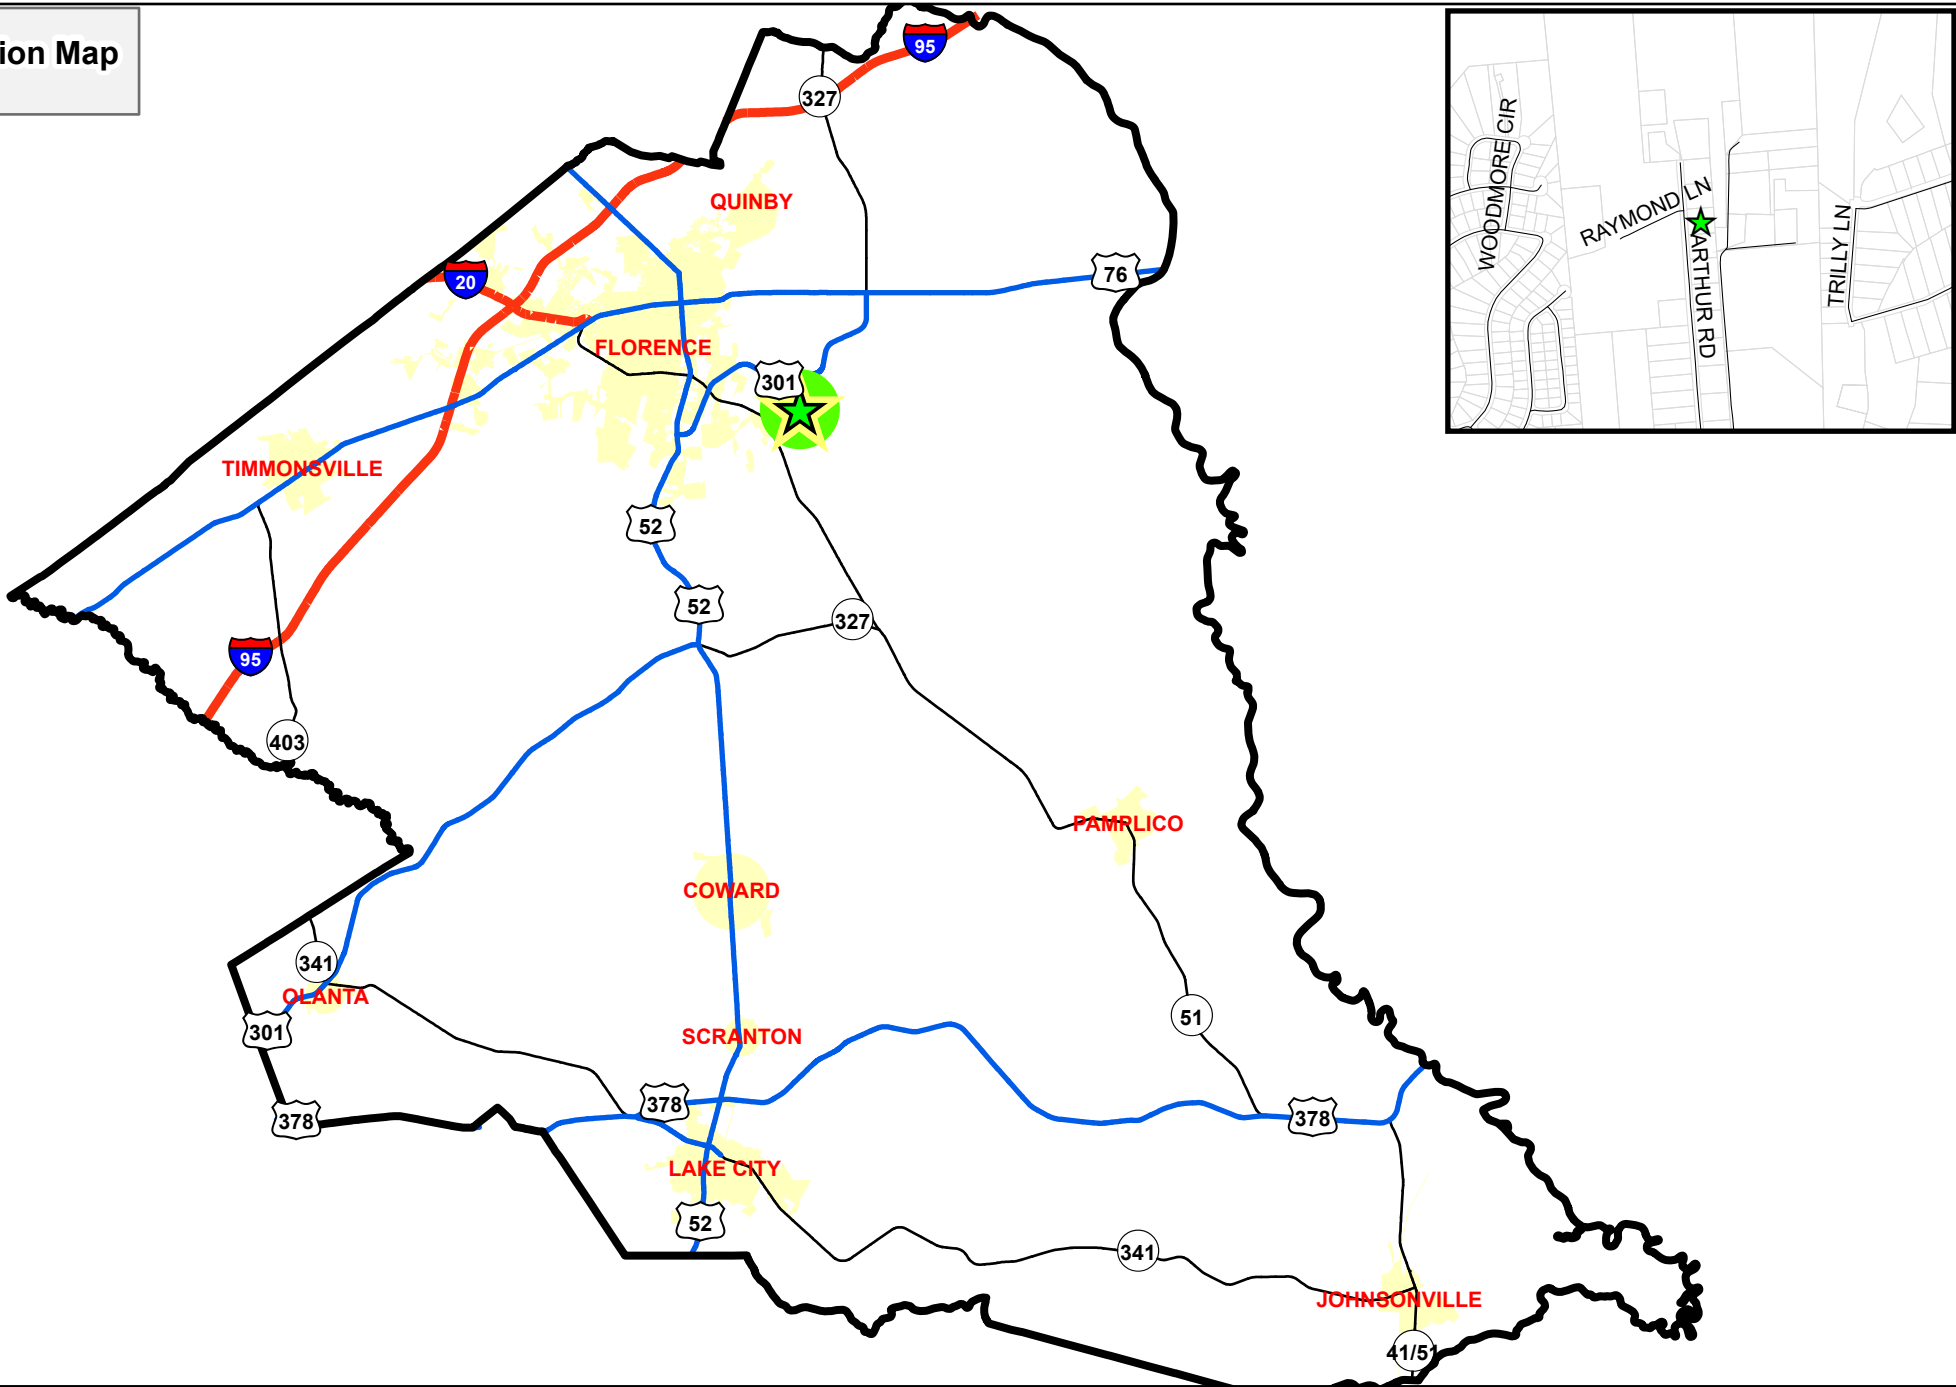 ion Map
95
327
QUINBY
20
76
FLORENCE
301
TIMMONSVILLE
52
52
327
95
403
PAMPLICO
COWARD
341
OLANTA
301
51
SCRANTON
378
378
378
LAKE CITY
52
341
JOHNSONVILLE
41/51
WOODMORE CIR
RAYMOND LN
ARTHUR RD
TRILLY LN